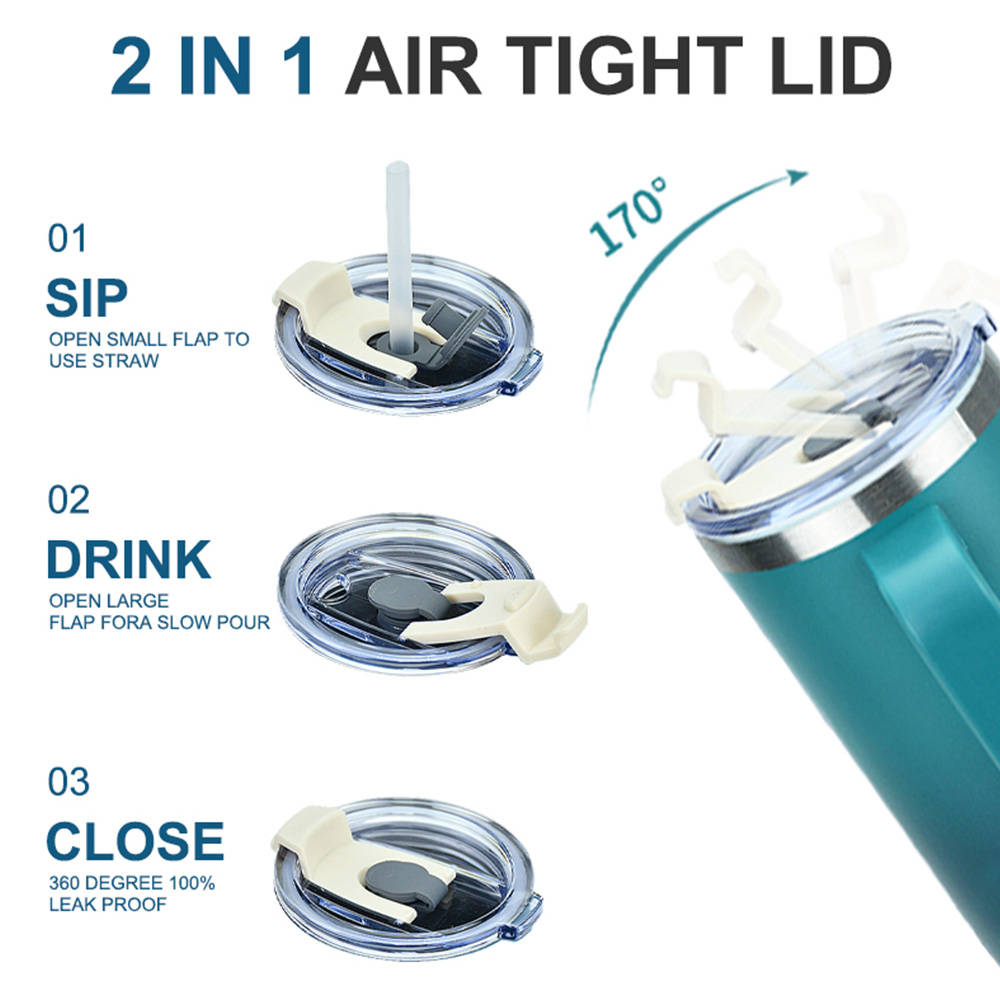 2 IN 1 AIR TIGHT LID
170°
01
SIP
OPEN SMALL FLAP TO
USE STRAW
02
DRINK
OPEN LARGE
FLAP FORA SLOW POUR
03
CLOSE
360 DEGREE 100%
LEAK PROOF